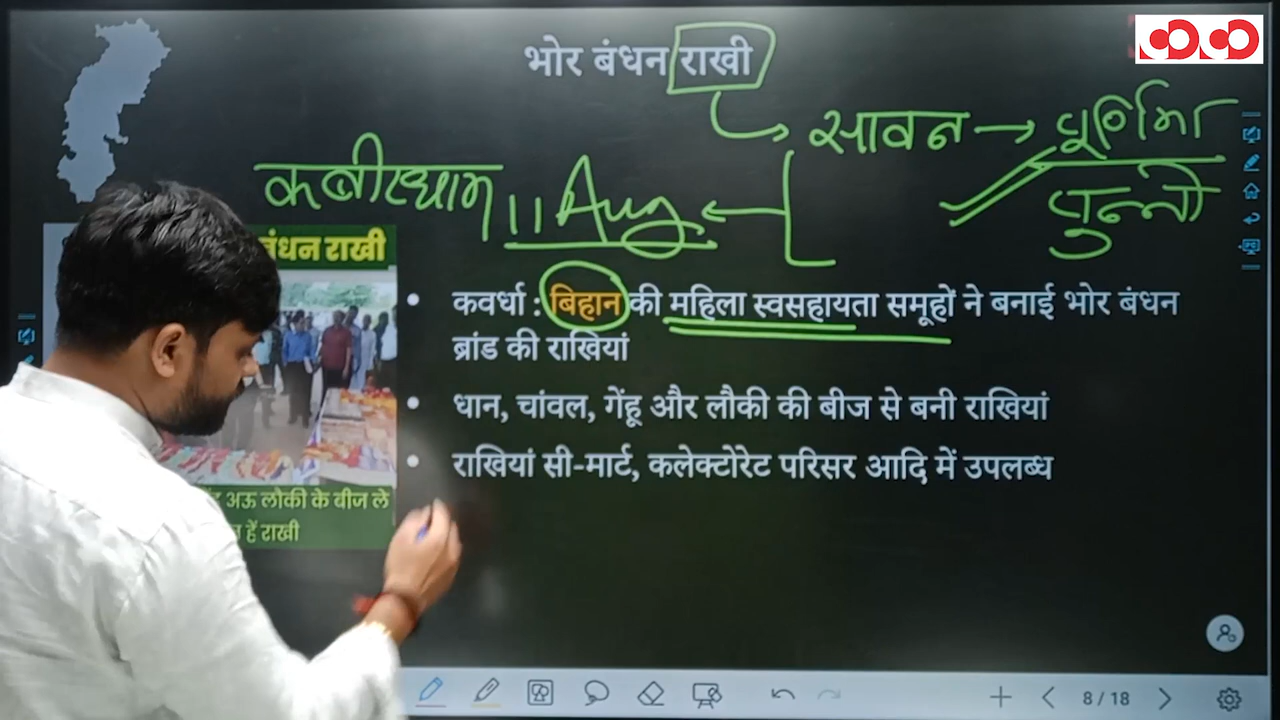 भोर बंधन राखी
सावन → पूर्णिमा
पुन्नी
कबीरधाम 11 Aug
बंधन राखी
कवर्धा : बिहान की महिला स्वसहायता समूहों ने बनाई भोर बंधन
ब्रांड की राखियां
धान, चांवल, गेंहू और लौकी की बीज से बनी राखियां
राखियां सी-मार्ट, कलेक्टोरेट परिसर आदि में उपलब्ध
अऊ लौकी के बीज ले
हें राखी
8 / 18